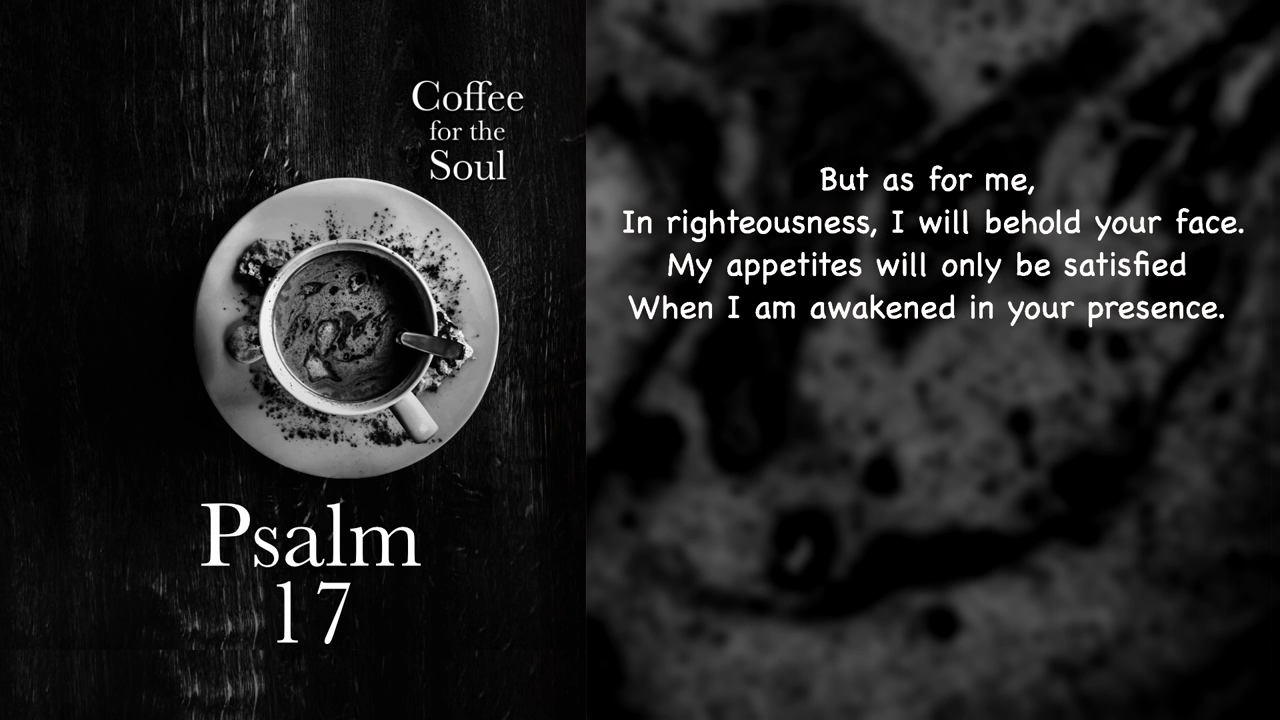 Coffee
for the
Soul
Psalm
17
But as for me,
In righteousness, I will behold your face.
My appetites will only be satisfied
When I am awakened in your presence.